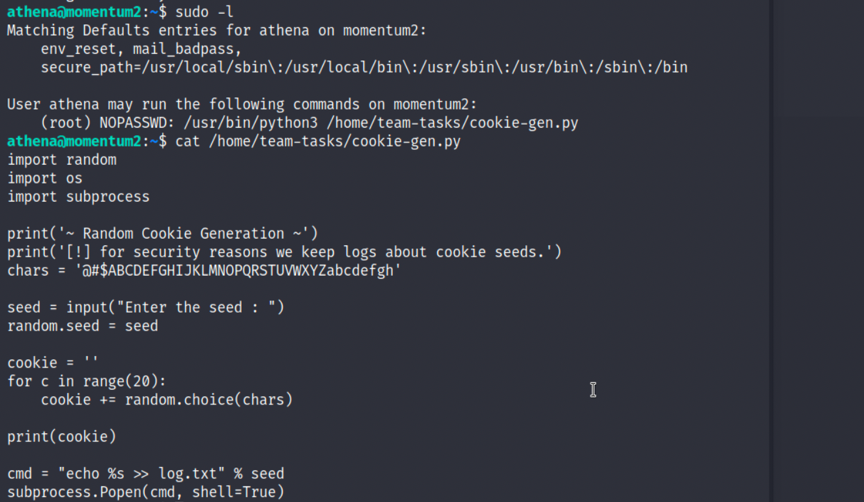 athena@momentum2:~$ sudo -l
Matching Defaults entries for athena on momentum2:
    env_reset, mail_badpass,
    secure_path=/usr/local/sbin\:/usr/local/bin\:/usr/sbin\:/usr/bin\:/sbin\:/bin

User athena may run the following commands on momentum2:
    (root) NOPASSWD: /usr/bin/python3 /home/team-tasks/cookie-gen.py
athena@momentum2:~$ cat /home/team-tasks/cookie-gen.py
import random
import os
import subprocess

print('~ Random Cookie Generation ~')
print('[!] for security reasons we keep logs about cookie seeds.')
chars = '@#$ABCDEFGHIJKLMNOPQRSTUVWXYZabcdefgh'

seed = input("Enter the seed : ")
random.seed = seed

cookie = ''
for c in range(20):
    cookie += random.choice(chars)

print(cookie)

cmd = "echo %s >> log.txt" % seed
subprocess.Popen(cmd, shell=True)